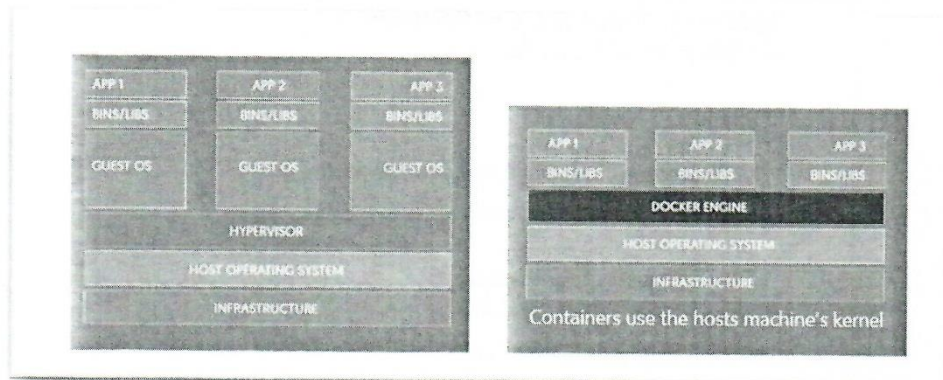 APP 1 APP 2 APP 3
BINS/LIBS BINS/LIBS BINS/LIBS
GUEST OS GUEST OS GUEST OS
HYPERVISOR
HOST OPERATING SYSTEM
INFRASTRUCTURE
APP 1 APP 2 APP 3
BINS/LIBS BINS/LIBS BINS/LIBS
DOCKER ENGINE
HOST OPERATING SYSTEM
INFRASTRUCTURE
Containers use the hosts machine's kernel